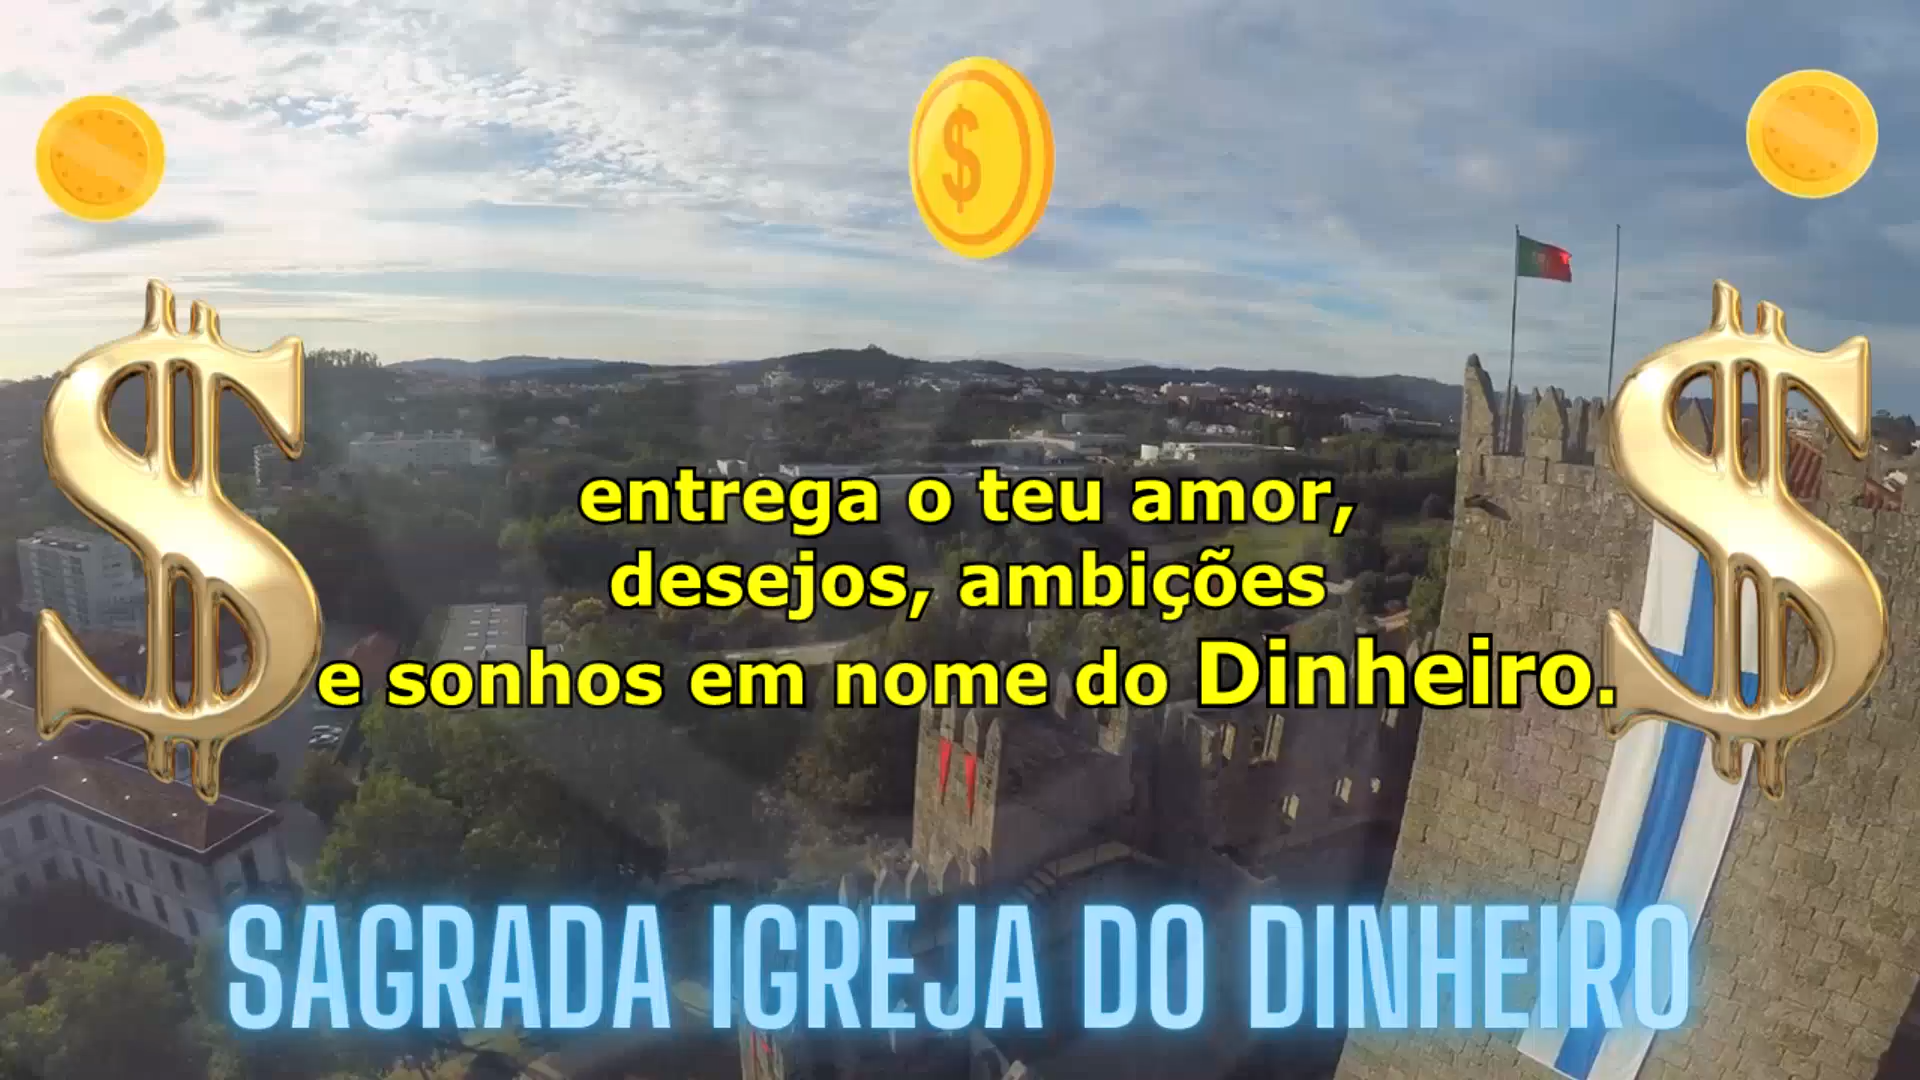 $
$ $
entrega o teu amor,
desejos, ambições
e sonhos em nome do Dinheiro.
SAGRADA IGREJA DO DINHEIRO